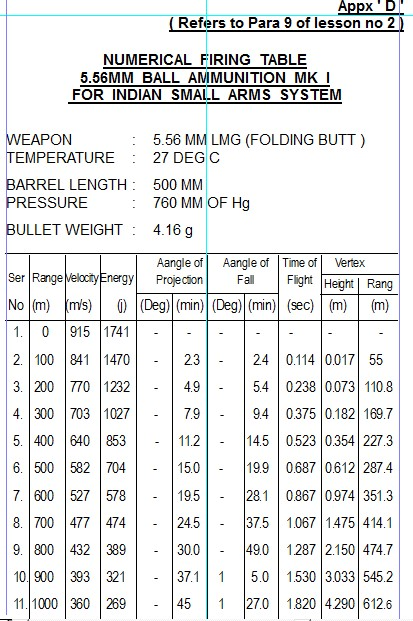 Appx ' D '
( Refers to Para 9 of lesson no 2 )
NUMERICAL FIRING TABLE
5.56MM BALL AMMUNITION MK I
FOR INDIAN SMALL ARMS SYSTEM
WEAPON : 5.56 MM LMG (FOLDING BUTT )
TEMPERATURE : 27 DEG C
BARREL LENGTH : 500 MM
PRESSURE : 760 MM OF Hg
BULLET WEIGHT : 4.16 g
Ser No Range (m) Velocity (m/s) Energy (j) Aangle of Projection (Deg) (min) Aangle of Fall (Deg) (min) Time of Flight (sec) Vertex Height (m) Rang (m)
1. 0 915 1741 - - - - - - -
2. 100 841 1470 - 2.3 - 2.4 0.114 0.017 55
3. 200 770 1232 - 4.9 - 5.4 0.238 0.073 110.8
4. 300 703 1027 - 7.9 - 9.4 0.375 0.182 169.7
5. 400 640 853 - 11.2 - 14.5 0.523 0.354 227.3
6. 500 582 704 - 15.0 - 19.9 0.687 0.612 287.4
7. 600 527 578 - 19.5 - 28.1 0.867 0.974 351.3
8. 700 477 474 - 24.5 - 37.5 1.067 1.475 414.1
9. 800 432 389 - 30.0 - 49.0 1.287 2.150 474.7
10. 900 393 321 - 37.1 1 5.0 1.530 3.033 545.2
11. 1000 360 269 - 45 1 27.0 1.820 4.290 612.6